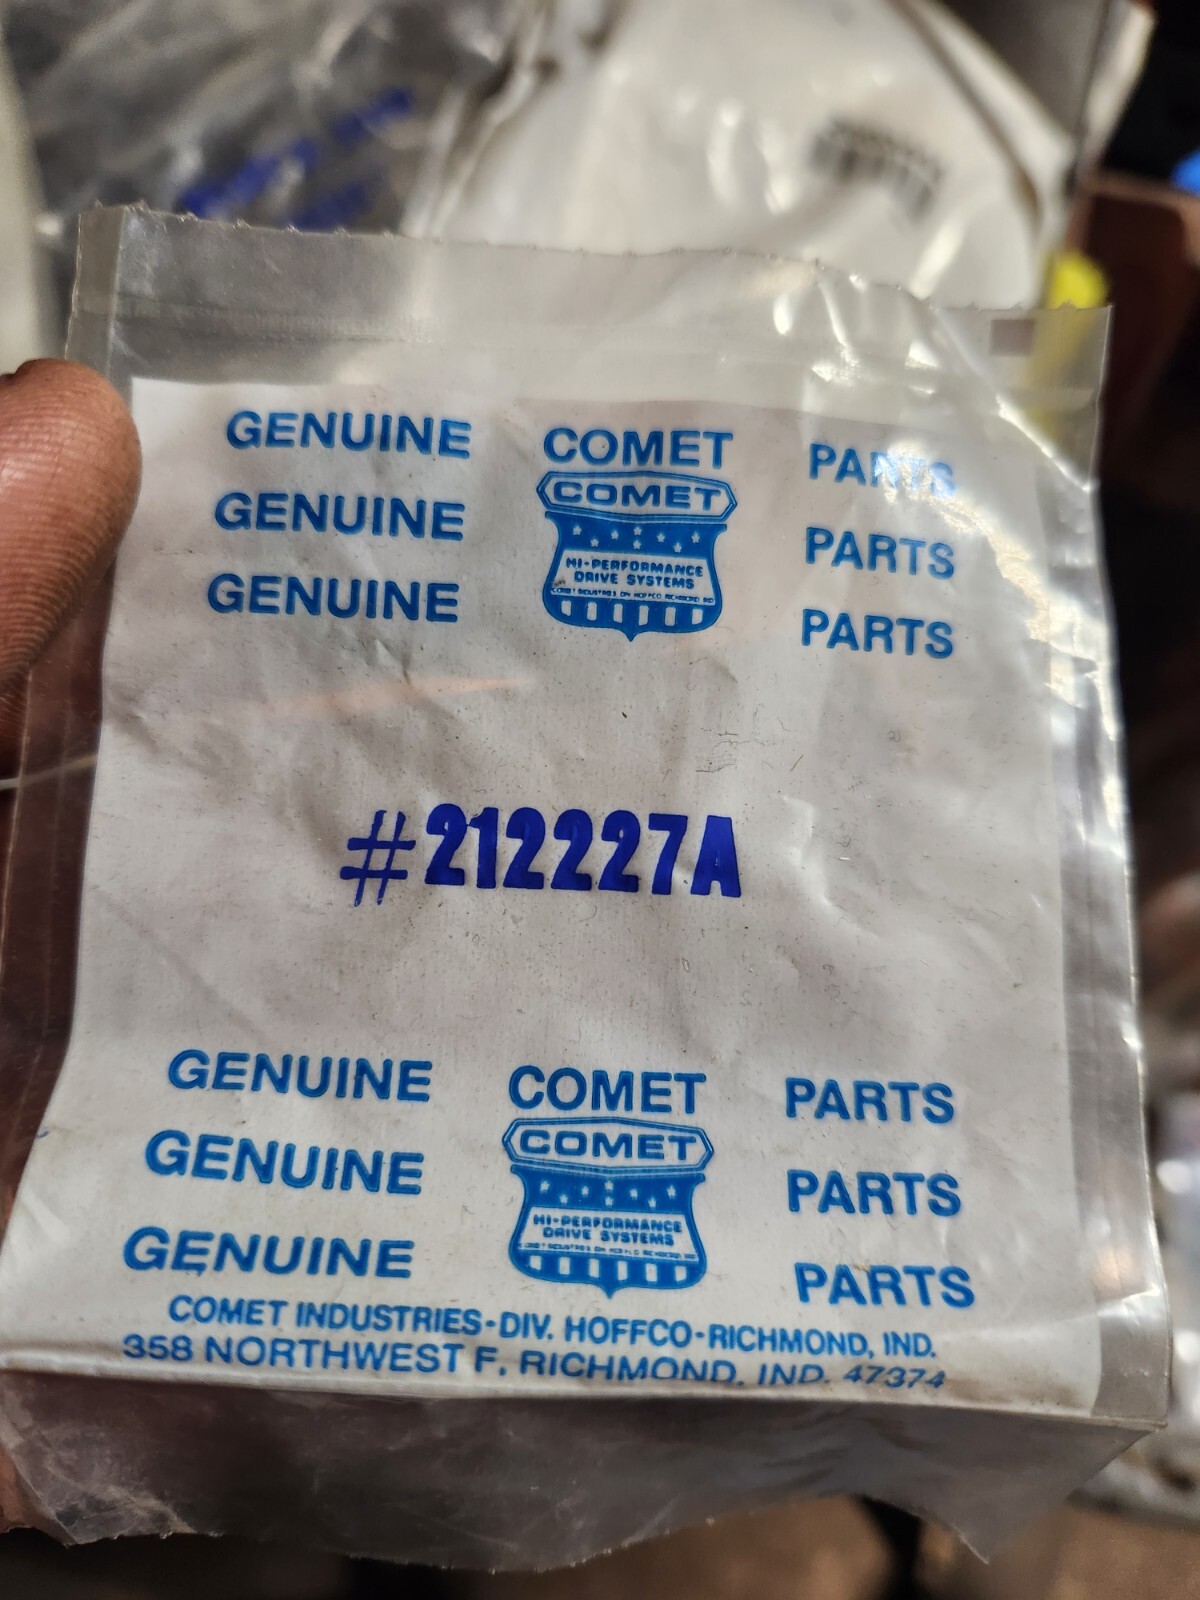 GENUINE COMET PARTS
COMET
GENUINE PARTS
HI-PERFORMANCE
DRIVE SYSTEMS
GENUINE PARTS
#212227A
GENUINE COMET PARTS
COMET
GENUINE PARTS
HI-PERFORMANCE
DRIVE SYSTEMS
GENUINE PARTS
COMET INDUSTRIES-DIV. HOFFCO-RICHMOND, IND.
358 NORTHWEST F, RICHMOND, IND. 47374